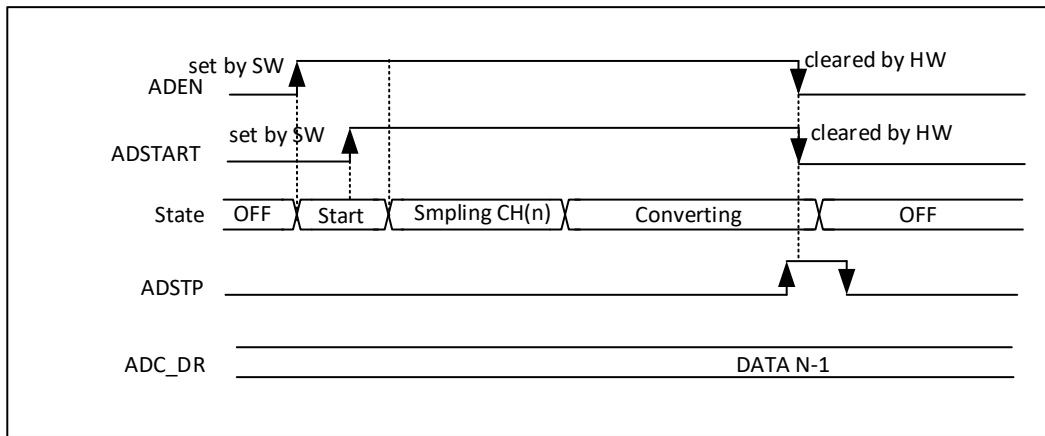 set by SW
cleared by HW
ADEN
set by SW
cleared by HW
ADSTART
State OFF Start Smpling CH(n) Converting OFF
ADSTP
ADC_DR DATA N-1